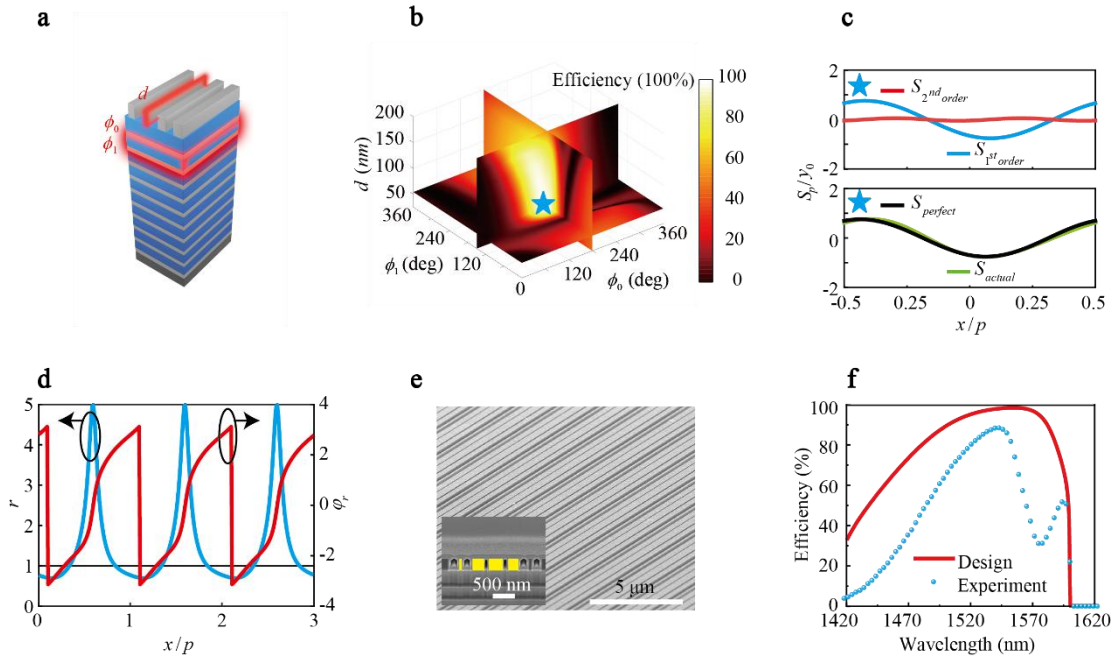 a
d
ϕ0
ϕ1
b
Efficiency (100%)
100
80
60
40
20
0
200
150
100
50
d (nm)
360
240
120
0
ϕ1 (deg)
120
240
360
ϕ0 (deg)
c
2
0
-2
S2nd order
S1st order
Sp/y0
2
0
-2
Sperfect
Sactual
-0.5 0.25 0 0.25 0.5
x/p
d
5
4
3
2
1
0
r
4
2
0
-2
-4
φr
0 1 2 3
x/p
e
500 nm
5 μm
f
100
80
60
40
20
0
Efficiency (%)
Design
Experiment
1420 1470 1520 1570 1620
Wavelength (nm)